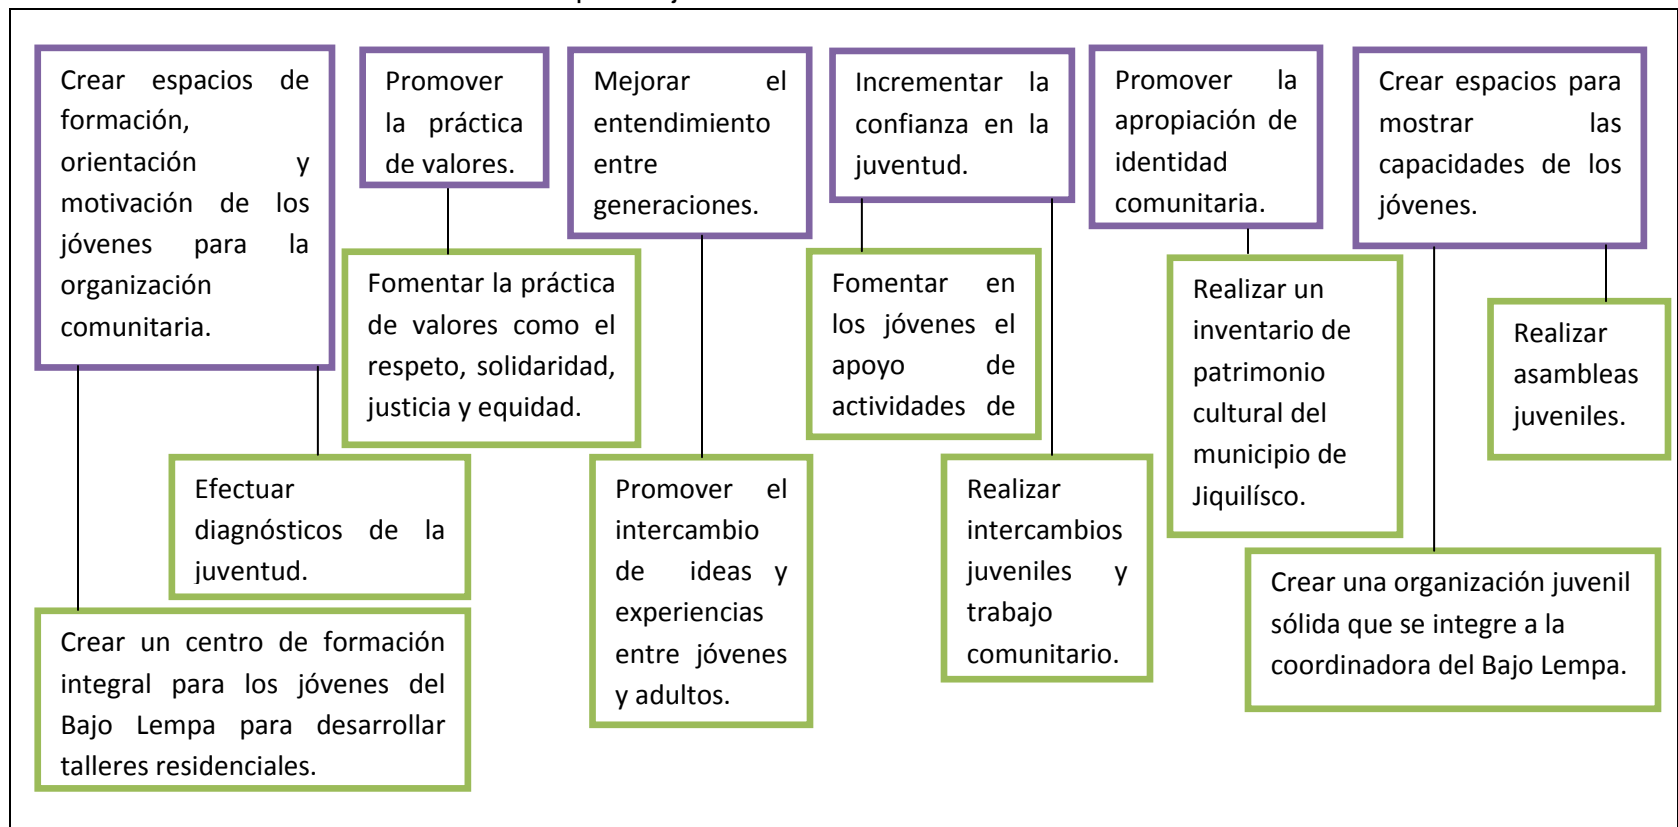 Crear espacios de
formación,
orientación y
motivación de los
jóvenes para la
organización
comunitaria.
Promover
la práctica
de valores.
Mejorar el
entendimiento
entre
generaciones.
Incrementar la
confianza en la
juventud.
Promover la
apropiación de
identidad
comunitaria.
Crear espacios para
mostrar las
capacidades de los
jóvenes.
Fomentar la práctica
de valores como el
respeto, solidaridad,
justicia y equidad.
Fomentar en
los jóvenes el
apoyo de
actividades de
Realizar un
inventario de
patrimonio
cultural del
municipio de
Jiquilísco.
Realizar
asambleas
juveniles.
Efectuar
diagnósticos de la
juventud.
Promover el
intercambio
de ideas y
experiencias
entre jóvenes
y adultos.
Realizar
intercambios
juveniles y
trabajo
comunitario.
Crear una organización juvenil
sólida que se integre a la
coordinadora del Bajo Lempa.
Crear un centro de formación
integral para los jóvenes del
Bajo Lempa para desarrollar
talleres residenciales.